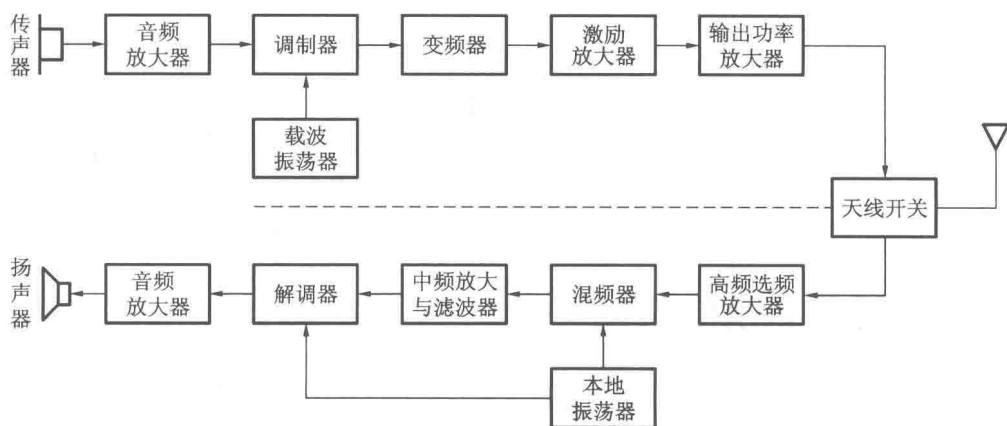 传声器
音频
放大器
调制器
变频器
激励
放大器
输出功率
放大器
载波
振荡器
天线开关
扬声器
音频
放大器
解调器
中频放大
与滤波器
混频器
高频选频
放大器
本地
振荡器